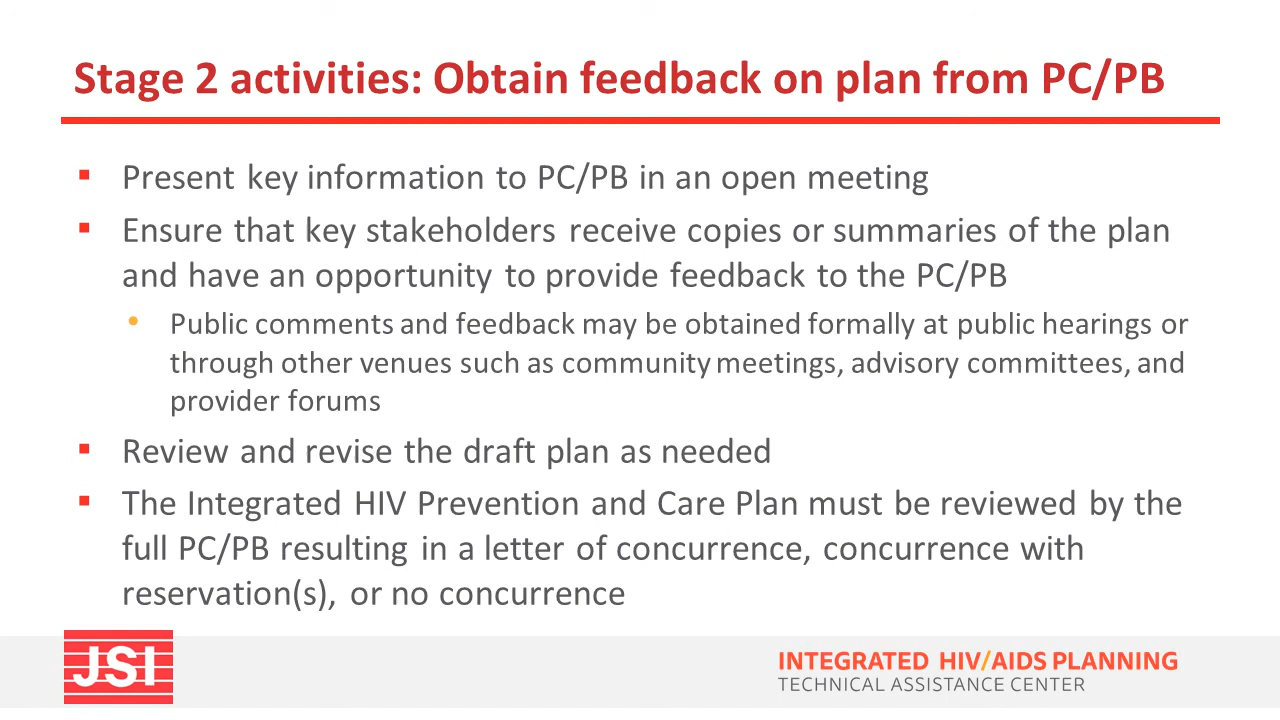 Stage 2 activities: Obtain feedback on plan from PC/PB
▪ Present key information to PC/PB in an open meeting
▪ Ensure that key stakeholders receive copies or summaries of the plan
and have an opportunity to provide feedback to the PC/PB
• Public comments and feedback may be obtained formally at public hearings or
through other venues such as community meetings, advisory committees, and
provider forums
▪ Review and revise the draft plan as needed
▪ The Integrated HIV Prevention and Care Plan must be reviewed by the
full PC/PB resulting in a letter of concurrence, concurrence with
reservation(s), or no concurrence
JSI
INTEGRATED HIV/AIDS PLANNING
TECHNICAL ASSISTANCE CENTER